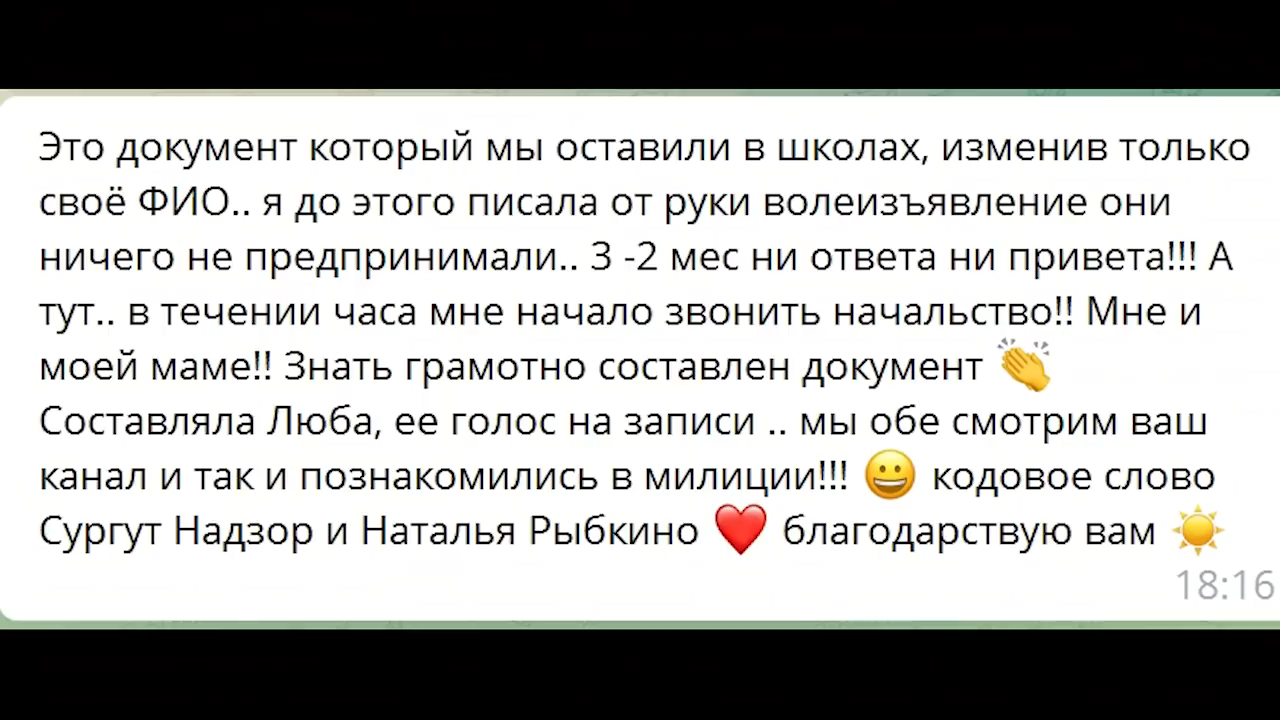 Это документ который мы оставили в школах, изменив только
своё ФИО.. я до этого писала от руки волеизъявление они
ничего не предпринимали.. 3 -2 мес ни ответа ни привета!!! А
тут.. в течении часа мне начало звонить начальство!! Мне и
моей маме!! Знать грамотно составлен документ 👏
Составляла Люба, ее голос на записи .. мы обе смотрим ваш
канал и так и познакомились в милиции!!! 😀 кодовое слово
Сургут Надзор и Наталья Рыбкино ❤️ благодарствую вам ☀️
18:16